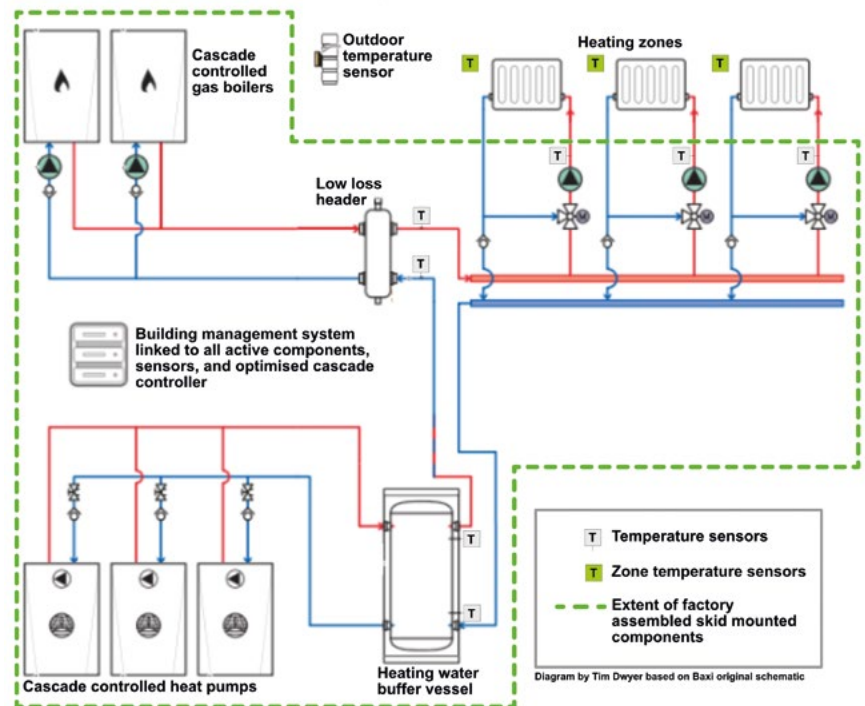 Cascade
controlled
gas boilers
Outdoor
temperature
sensor
Heating zones
T
T
T
T
T
T
Low loss
header
T
T
M
M
M
Building management system
linked to all active components,
sensors, and optimised cascade
controller
T
T
Cascade controlled heat pumps
Heating water
buffer vessel
T Temperature sensors
T Zone temperature sensors
Extent of factory
assembled skid mounted
components
Diagram by Tim Dwyer based on Baxi original schematic